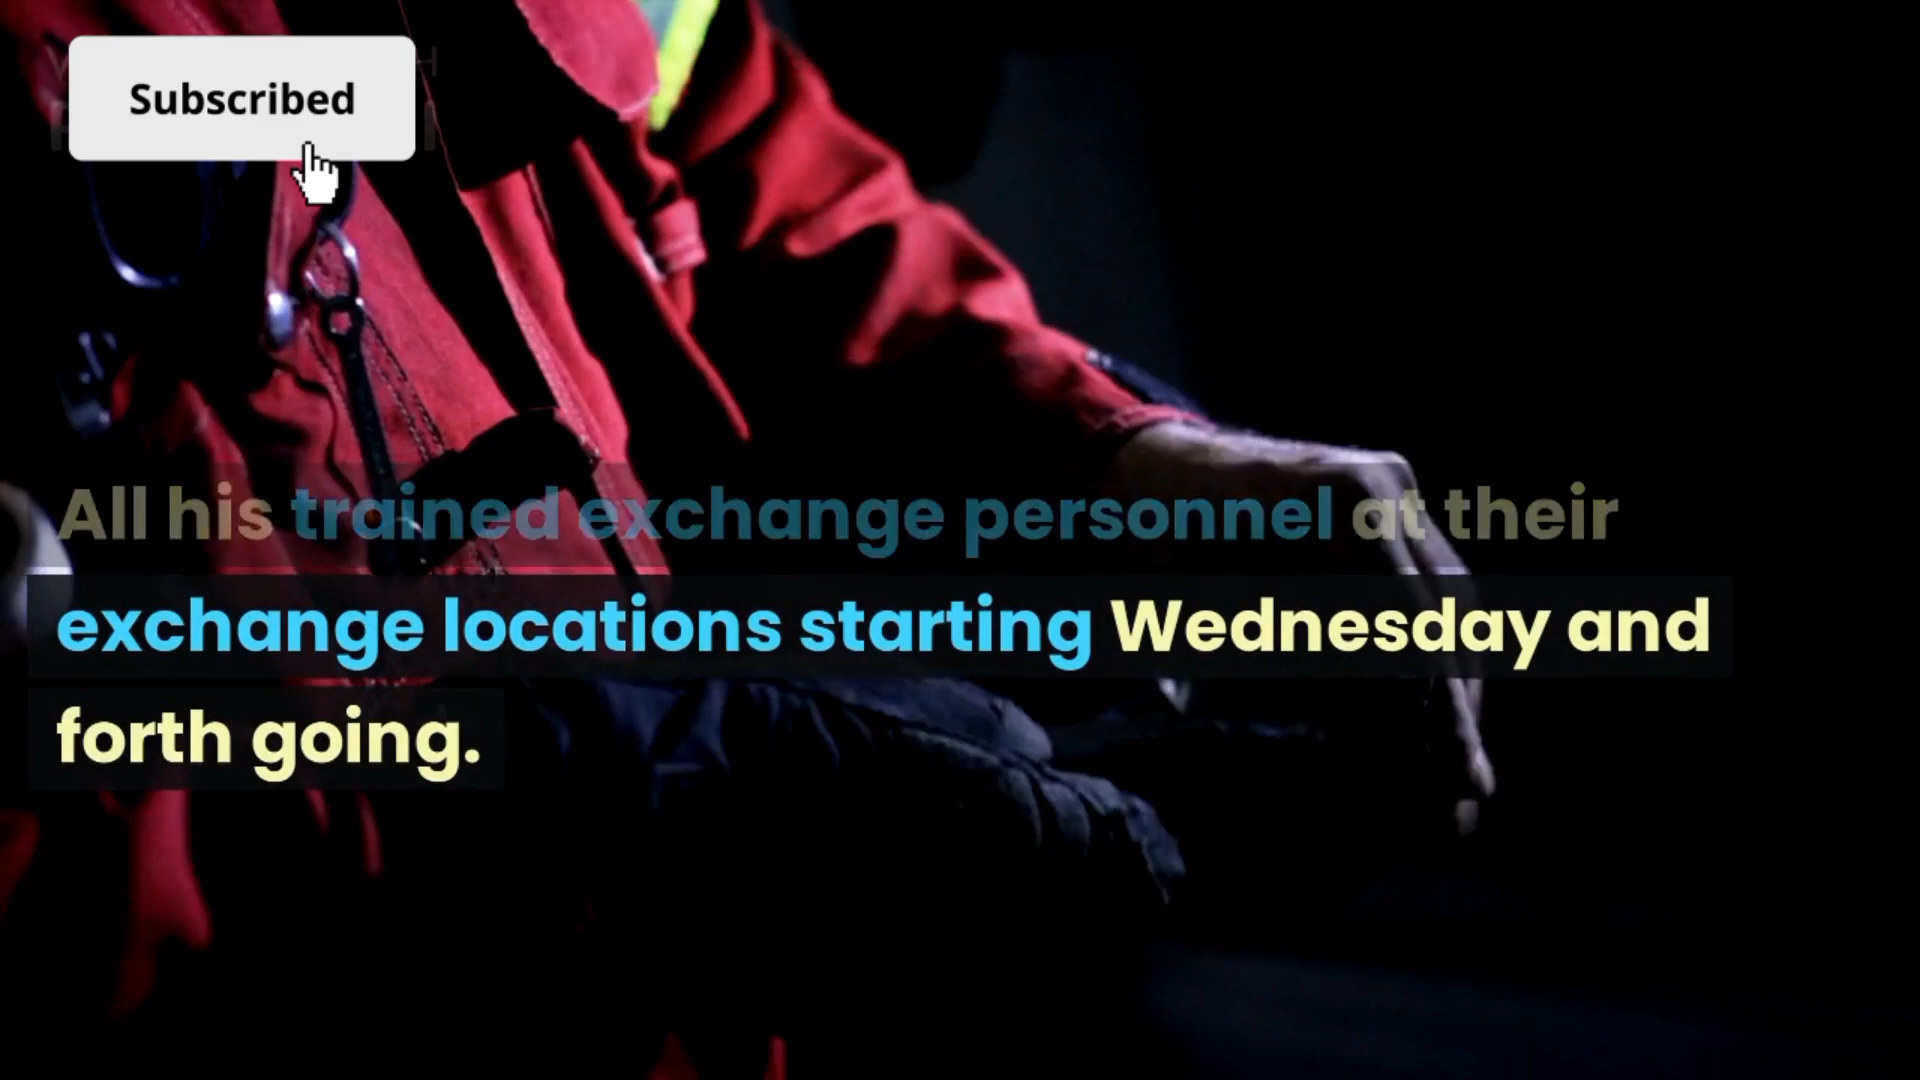 Subscribed
All his trained exchange personnel at their
exchange locations starting Wednesday and
forth going.